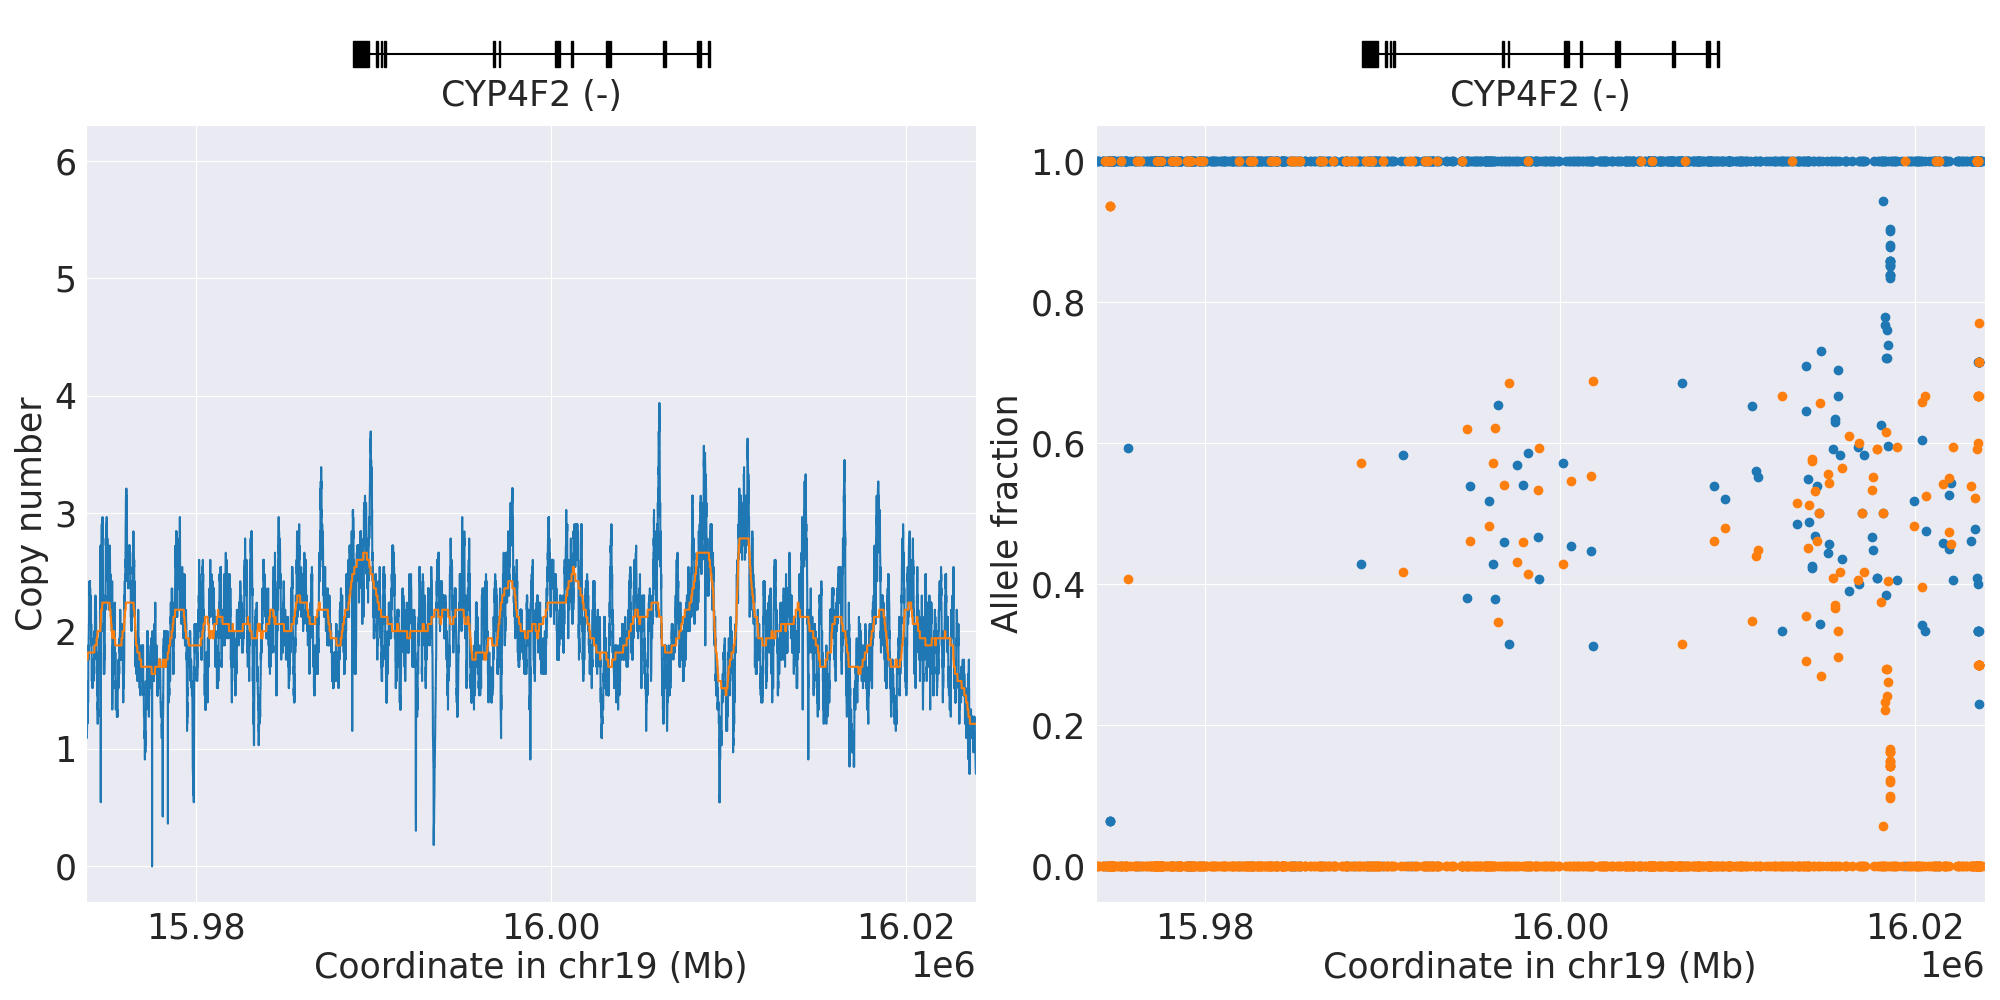 CYP4F2 (-)
CYP4F2 (-)
Copy number
6
5
4
3
2
1
0
15.98
16.00
16.02
Coordinate in chr19 (Mb)
1e6
Allele fraction
1.0
0.8
0.6
0.4
0.2
0.0
15.98
16.00
16.02
Coordinate in chr19 (Mb)
1e6